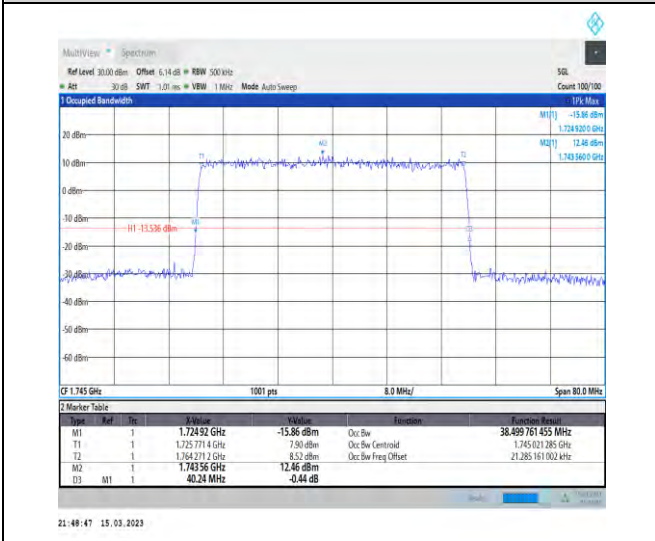 MultiView Spectrum
Ref Level 30.00 dBm Offset 6.14 dB RBW 500 kHz SGL
Att 30 dB SWT 1.01 ms VBW 1 MHz Mode Auto Sweep Count 100/100
1 Occupied Bandwidth 1Pk Max
M1[1] -15.86 dBm
1.724 920 0 GHz
20 dBm
M2[1] 12.46 dBm
1.743 560 0 GHz
M2
T1
T2
10 dBm
0 dBm
-10 dBm
M1
H1 -13.536 dBm
D3
-20 dBm
-30 dBm
-40 dBm
-50 dBm
-60 dBm
CF 1.745 GHz 1001 pts 8.0 MHz/ Span 80.0 MHz
2 Marker Table
Type Ref Trc X-Value Y-Value Function Function Result
M1 1 1.724 92 GHz -15.86 dBm Occ Bw 38.499 761 455 MHz
T1 1 1.725 771 4 GHz 7.90 dBm Occ Bw Centroid 1.745 021 285 GHz
T2 1 1.764 271 2 GHz 8.52 dBm Occ Bw Freq Offset 21.285 161 002 kHz
M2 1 1.743 56 GHz 12.46 dBm
D3 M1 1 40.24 MHz -0.44 dB
21:48:47 15.03.2023